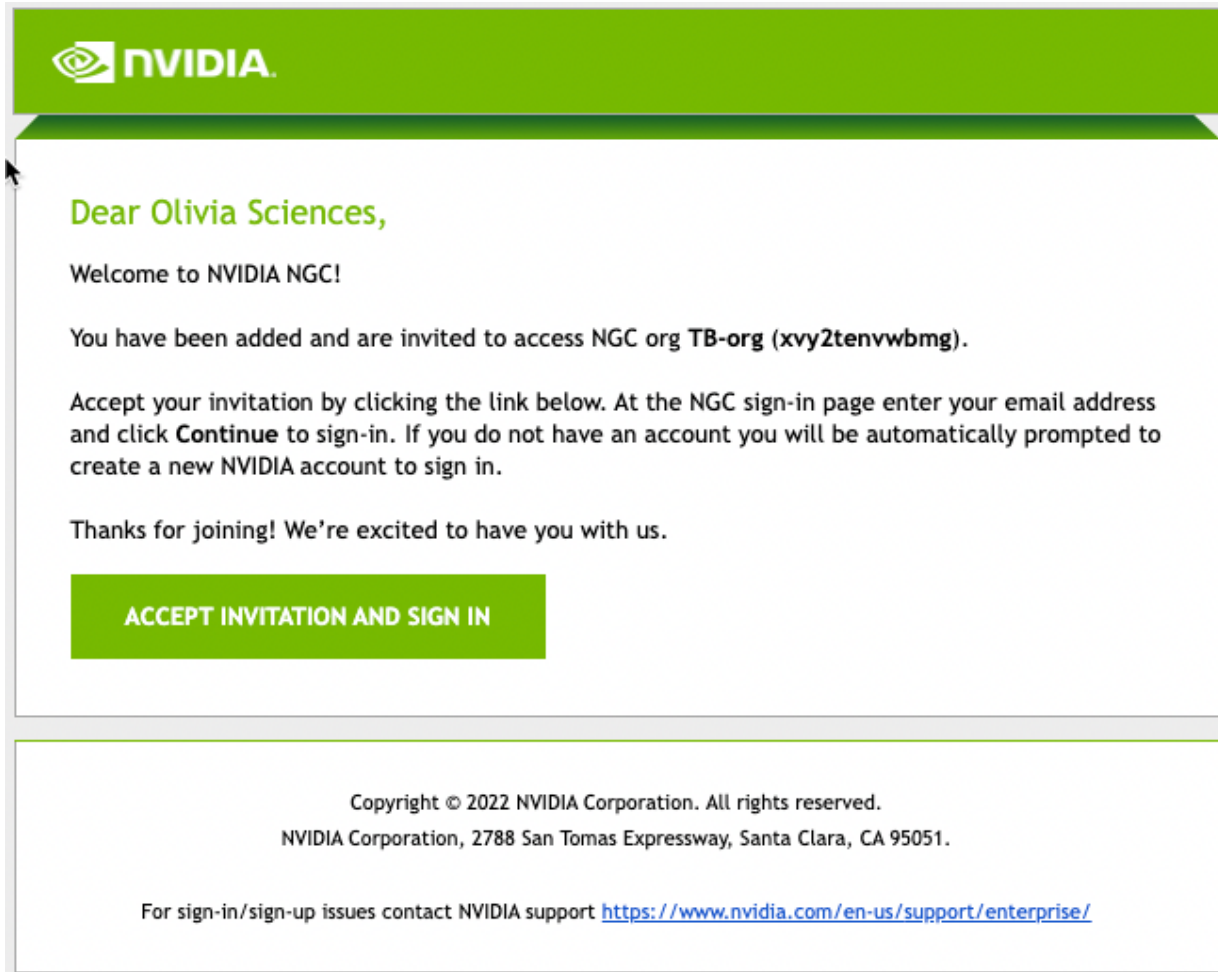 NVIDIA.
Dear Olivia Sciences,
Welcome to NVIDIA NGC!
You have been added and are invited to access NGC org TB-org (xvy2tenvwbmg).
Accept your invitation by clicking the link below. At the NGC sign-in page enter your email address
and click Continue to sign-in. If you do not have an account you will be automatically prompted to
create a new NVIDIA account to sign in.
Thanks for joining! We’re excited to have you with us.
ACCEPT INVITATION AND SIGN IN
Copyright © 2022 NVIDIA Corporation. All rights reserved.
NVIDIA Corporation, 2788 San Tomas Expressway, Santa Clara, CA 95051.
For sign-in/sign-up issues contact NVIDIA support https://www.nvidia.com/en-us/support/enterprise/